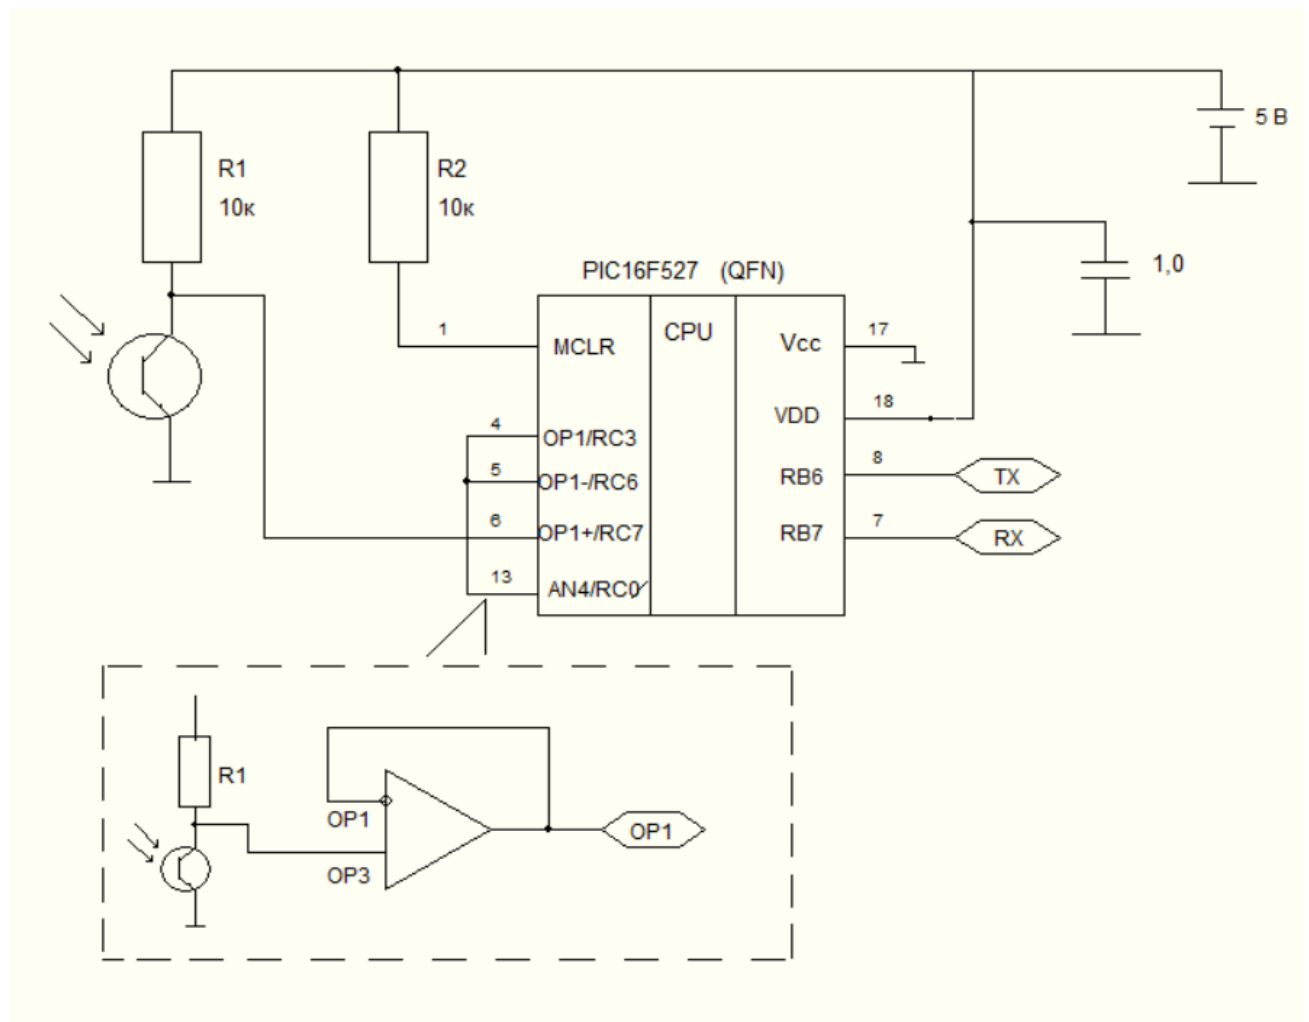 5 В
R1
10к
R2
10к
1,0
PIC16F527 (QFN)
1
MCLR
CPU
Vcc
17
VDD
18
4
OP1/RC3
5
OP1-/RC6
RB6
8
TX
6
OP1+/RC7
RB7
7
RX
13
AN4/RC0
R1
OP1
OP3
OP1